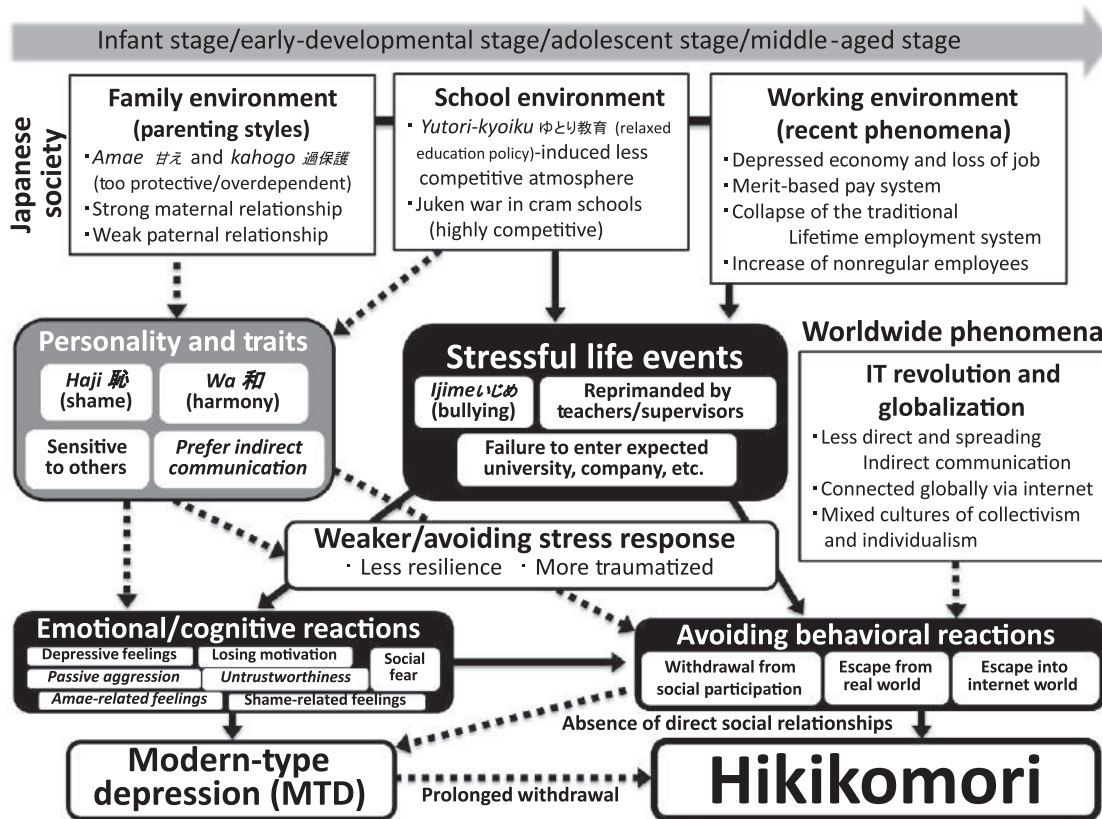 Infant stage/early-developmental stage/adolescent stage/middle-aged stage
Japanese
society
Family environment
(parenting styles)
▪ Amae 甘え and kahogo 過保護
(too protective/overdependent)
▪ Strong maternal relationship
▪ Weak paternal relationship
School environment
▪ Yutori-kyoiku ゆとり教育 (relaxed
education policy)-induced less
competitive atmosphere
▪ Juken war in cram schools
(highly competitive)
Working environment
(recent phenomena)
▪ Depressed economy and loss of job
▪ Merit-based pay system
▪ Collapse of the traditional
Lifetime employment system
▪ Increase of nonregular employees
Personality and traits
Haji 恥
(shame)
Wa 和
(harmony)
Sensitive
to others
Prefer indirect
communication
Stressful life events
Ijimeいじめ
(bullying)
Reprimanded by
teachers/supervisors
Failure to enter expected
university, company, etc.
Worldwide phenomena
IT revolution and
globalization
▪ Less direct and spreading
Indirect communication
▪ Connected globally via internet
▪ Mixed cultures of collectivism
and individualism
Weaker/avoiding stress response
· Less resilience · More traumatized
Emotional/cognitive reactions
Depressive feelings
Losing motivation
Social
fear
Passive aggression
Untrustworthiness
Amae-related feelings
Shame-related feelings
Avoiding behavioral reactions
Withdrawal from
social participation
Escape from
real world
Escape into
internet world
Absence of direct social relationships
Modern-type
depression (MTD)
Prolonged withdrawal
Hikikomori